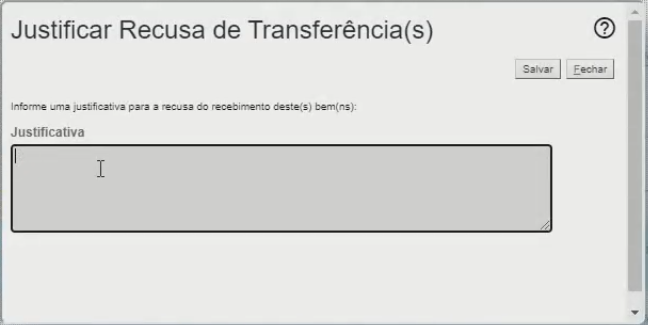 Justificar Recusa de Transferência(s)
?
Salvar Fechar
Informe uma justificativa para a recusa do recebimento deste(s) bem(ns):
Justificativa